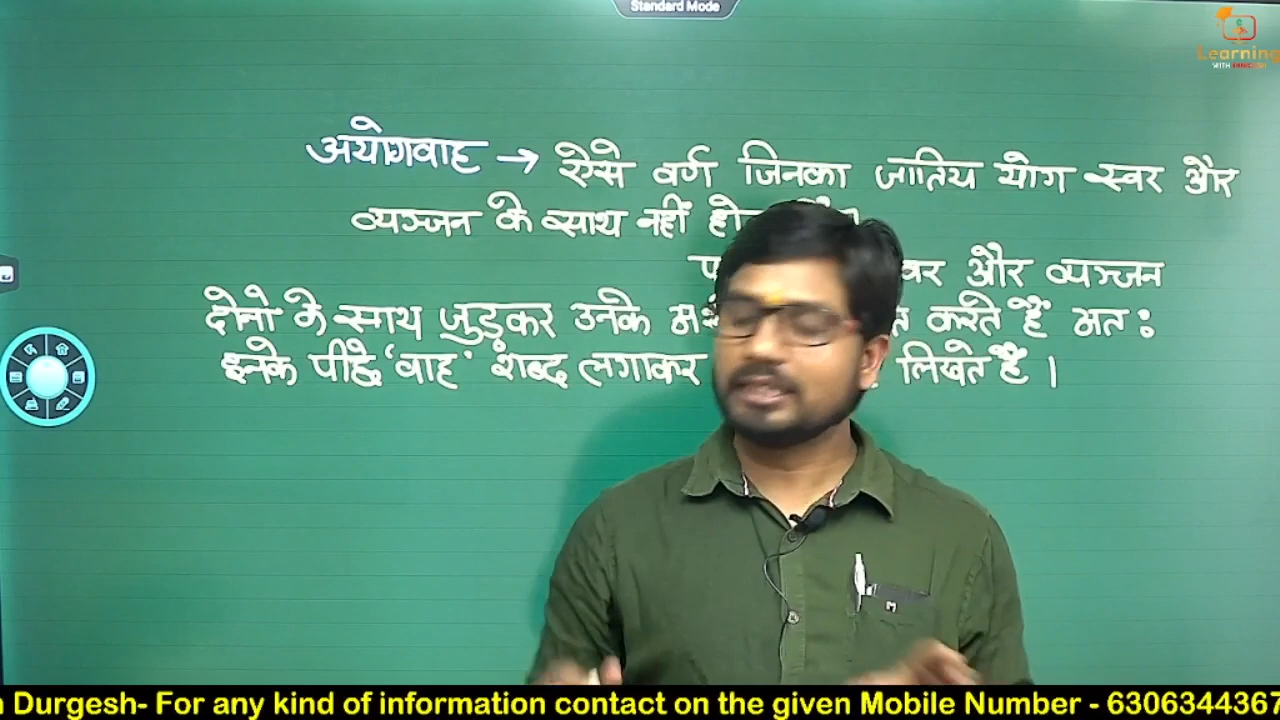 Standard Mode
Learning
WITH
अयोगवाह → ऐसे वर्ण जिनका जातिय योग स्वर और
व्यञ्जन के साथ नहीं
और व्यञ्जन
दोनो के साथ जुड़कर उनके करते हैं अतः
इनके पीछे 'वाह' शब्द लगाकर लिखते हैं ।
M
Durgesh- For any kind of information contact on the given Mobile Number - 6306344367